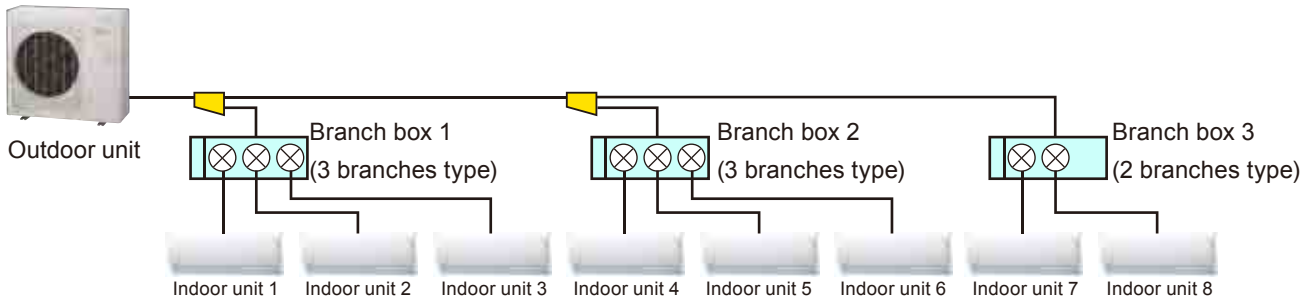 Outdoor unit
Branch box 1
(3 branches type)
Branch box 2
(3 branches type)
Branch box 3
(2 branches type)
Indoor unit 1
Indoor unit 2
Indoor unit 3
Indoor unit 4
Indoor unit 5
Indoor unit 6
Indoor unit 7
Indoor unit 8